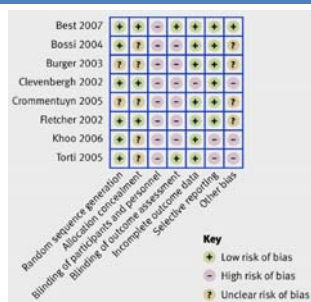 Best 2007
Bossi 2004
Burger 2003
Clevenbergh 2002
Crommentuyn 2005
Fletcher 2002
Khoo 2006
Torti 2005
Random sequence generation
Allocation concealment
Blinding of participants and personnel
Blinding of outcome assessment
Incomplete outcome data
Selective reporting
Other bias
Key
+ Low risk of bias
- High risk of bias
? Unclear risk of bias